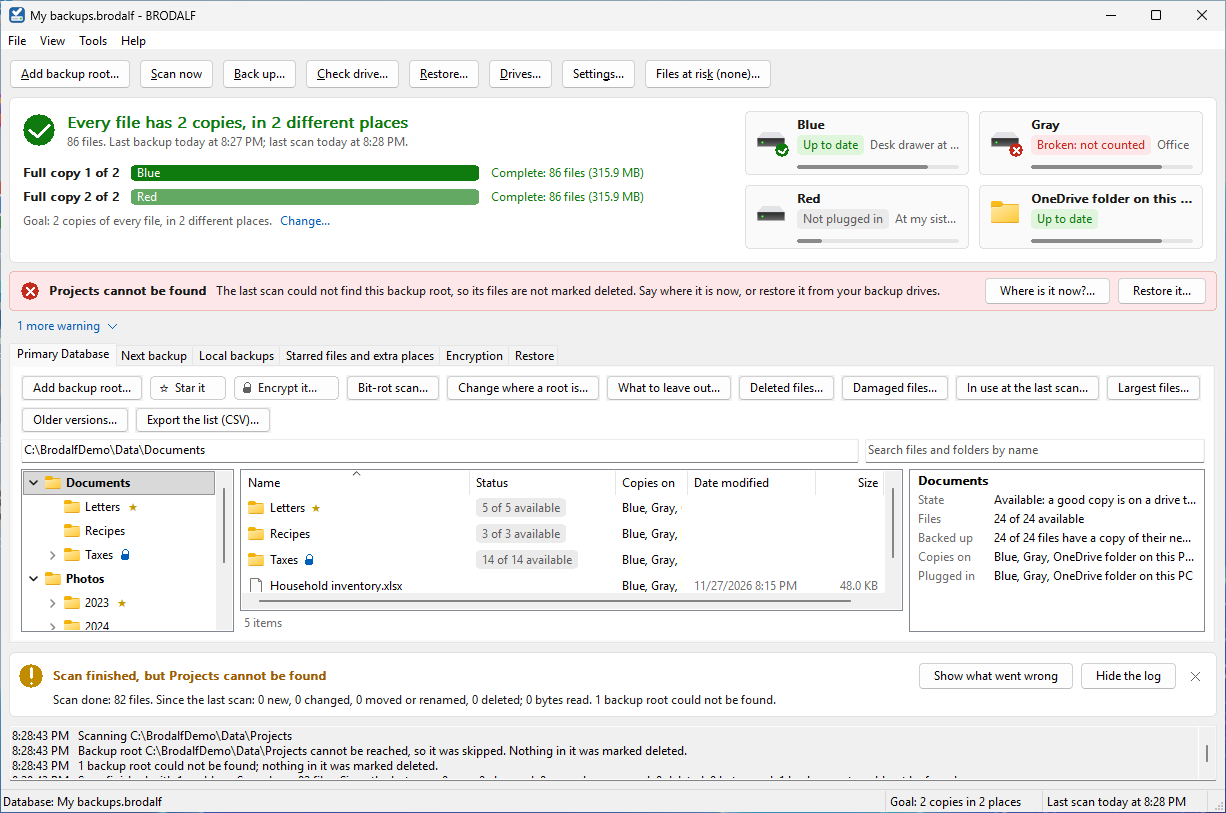 My backups.brodalf - BRODALF
File View Tools Help
Add backup root... Scan now Back up... Check drive... Restore... Drives... Settings... Files at risk (none)...
Every file has 2 copies, in 2 different places
86 files. Last backup today at 8:27 PM; last scan today at 8:28 PM.
Full copy 1 of 2 Blue Complete: 86 files (315.9 MB)
Full copy 2 of 2 Red Complete: 86 files (315.9 MB)
Goal: 2 copies of every file, in 2 different places. Change...
Blue
Up to date Desk drawer at ...
Gray
Broken: not counted Office
Red
Not plugged in At my sist...
OneDrive folder on this ...
Up to date
Projects cannot be found The last scan could not find this backup root, so its files are not marked deleted. Say where it is now, or restore it from your backup drives. Where is it now?... Restore it...
1 more warning
Primary Database Next backup Local backups Starred files and extra places Encryption Restore
Add backup root... Star it Encrypt it... Bit-rot scan... Change where a root is... What to leave out... Deleted files... Damaged files... In use at the last scan... Largest files...
Older versions... Export the list (CSV)...
C:\BrodalfDemo\Data\Documents Search files and folders by name
Documents
Letters
Recipes
Taxes
Photos
2023
2024
Name Status Copies on Date modified Size
Letters 5 of 5 available Blue, Gray,
Recipes 3 of 3 available Blue, Gray,
Taxes 14 of 14 available Blue, Gray,
Household inventory.xlsx Blue, Gray, 11/27/2026 8:15 PM 48.0 KB
5 items
Documents
State Available: a good copy is on a drive t...
Files 24 of 24 available
Backed up 24 of 24 files have a copy of their ne...
Copies on Blue, Gray, OneDrive folder on this P...
Plugged in Blue, Gray, OneDrive folder on this PC
Scan finished, but Projects cannot be found
Scan done: 82 files. Since the last scan: 0 new, 0 changed, 0 moved or renamed, 0 deleted; 0 bytes read. 1 backup root could not be found.
Show what went wrong Hide the log
8:28:43 PM Scanning C:\BrodalfDemo\Data\Projects
8:28:43 PM Backup root C:\BrodalfDemo\Data\Projects cannot be reached, so it was skipped. Nothing in it was marked deleted.
8:28:43 PM 1 backup root could not be found; nothing in it was marked deleted.
Database: My backups.brodalf Goal: 2 copies in 2 places Last scan today at 8:28 PM